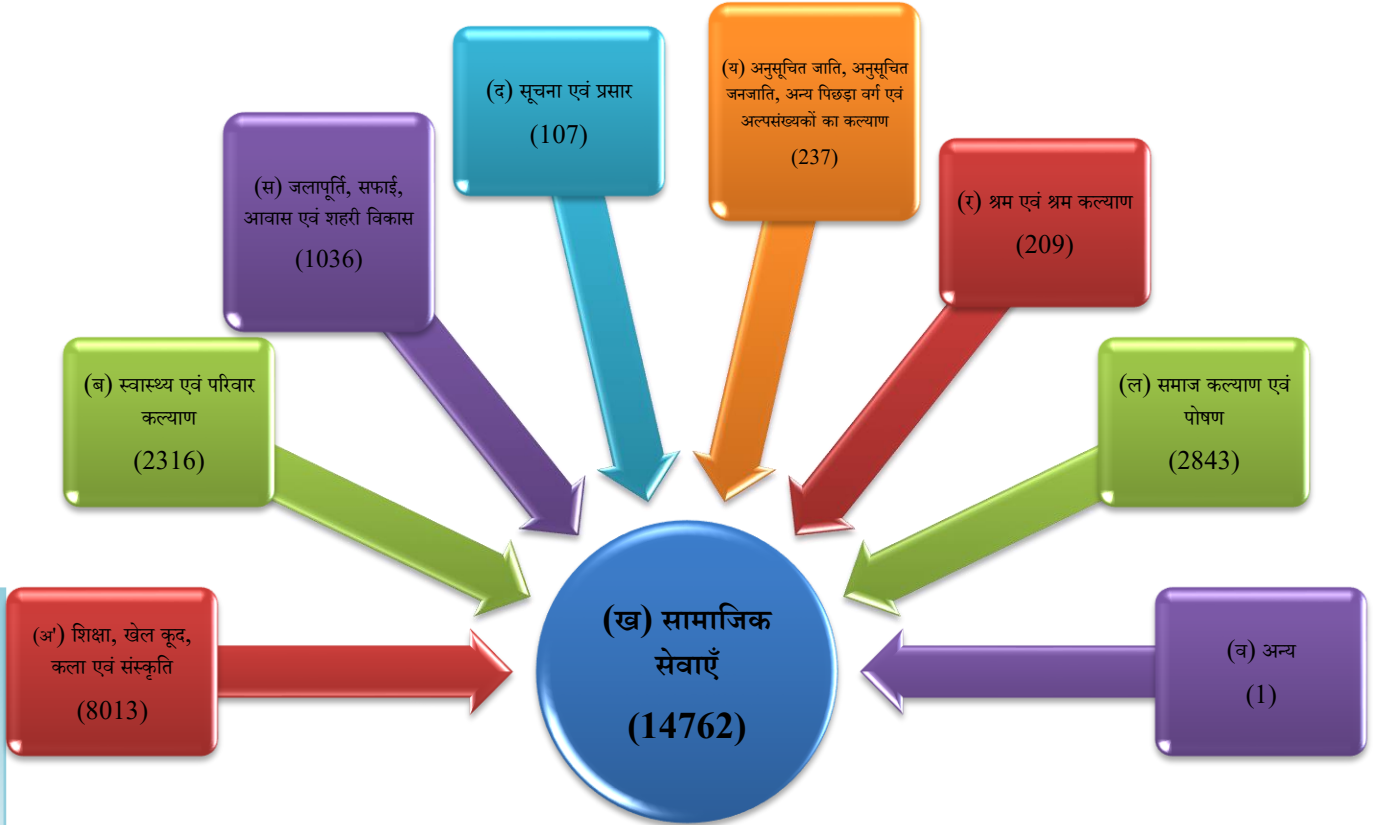 (अ') शिक्षा, खेल कूद,
कला एवं संस्कृति
(8013)
(ब) स्वास्थ्य एवं परिवार
कल्याण
(2316)
(स) जलापूर्ति, सफाई,
आवास एवं शहरी विकास
(1036)
(द) सूचना एवं प्रसार
(107)
(य) अनुसूचित जाति, अनुसूचित
जनजाति, अन्य पिछड़ा वर्ग एवं
अल्पसंख्यकों का कल्याण
(237)
(र) श्रम एवं श्रम कल्याण
(209)
(ल) समाज कल्याण एवं
पोषण
(2843)
(व) अन्य
(1)
(ख) सामाजिक
सेवाएँ
(14762)